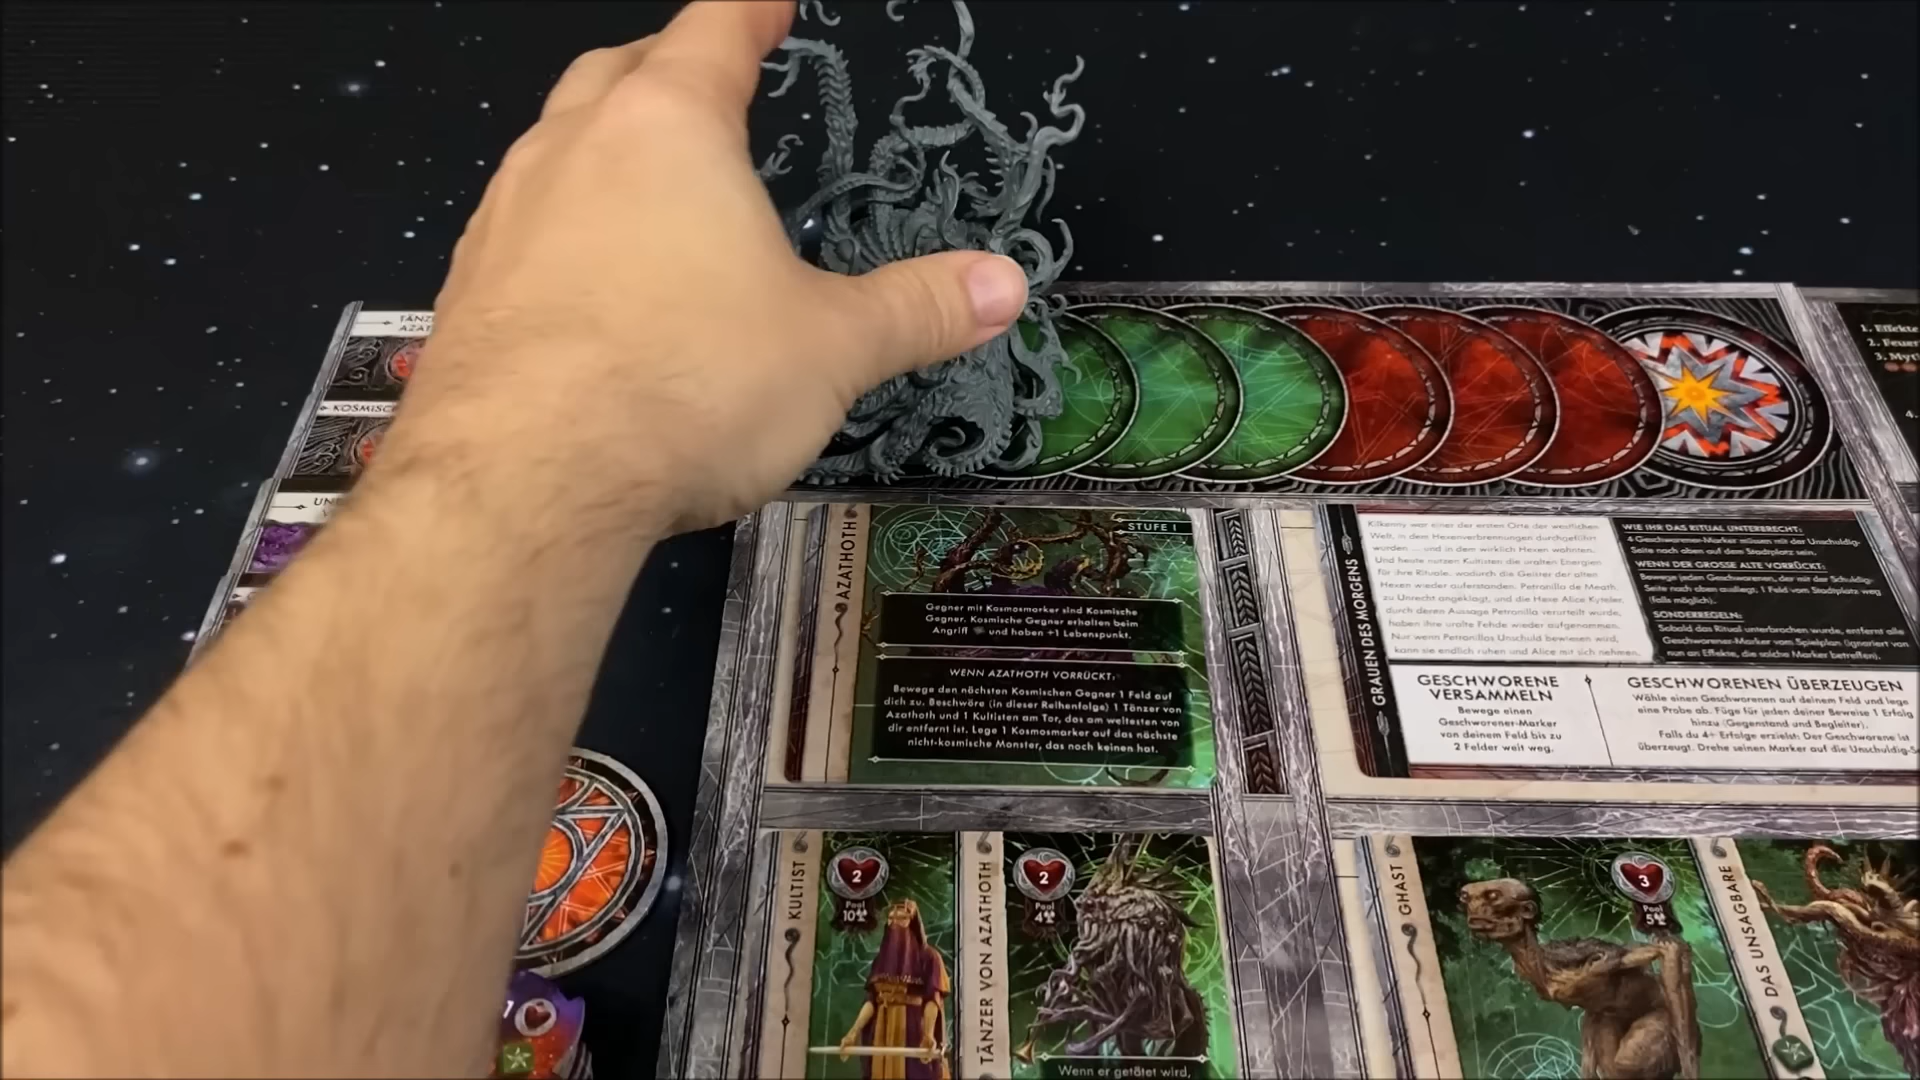 TÄNZ
AZAT
KOSMISC
UN
1. Effekte
2. Feuer
3. Myt
4.
AZATHOTH
STUFE 1
Gegner mit Kosmosmarker sind Kosmische
Gegner. Kosmische Gegner erhalten beim
Angriff und haben +1 Lebenspunkt.
WENN AZATHOTH VORRÜCKT:
Bewege den nächsten Kosmischen Gegner 1 Feld auf
dich zu. Beschwöre (in dieser Reihenfolge) 1 Tänzer von
Azathoth und 1 Kultisten am Tor, das am weitesten von
dir entfernt ist. Lege 1 Kosmosmarker auf das nächste
nicht-kosmische Monster, das noch keinen hat.
GRAUEN DES MORGENS
Kilkenny war einer der ersten Orte der westlichen
Welt, in dem Hexenverbrennungen durchgeführt
wurden ... und in dem wirklich Hexen wohnten.
Und heute nutzen Kultisten die uralten Energien
für ihre Rituale, wodurch die Geister der alten
Hexen wieder auferstanden. Petronilla de Meath,
zu Unrecht angeklagt, und die Hexe Alice Kyteler,
durch deren Aussage Petronilla verurteilt wurde,
haben ihre uralte Fehde wieder aufgenommen.
Nur wenn Petronillas Unschuld bewiesen wird,
kann sie endlich ruhen und Alice mit sich nehmen.
WIE IHR DAS RITUAL UNTERBRECHT:
4 Geschworener-Marker müssen mit der Unschuldig-
Seite nach oben auf dem Stadtplatz sein.
WENN DER GROSSE ALTE VORRÜCKT:
Bewege jeden Geschworenen, der mit der Schuldig-
Seite nach oben ausliegt, 1 Feld vom Stadtplatz weg
(falls möglich).
SONDERREGELN:
Sobald das Ritual unterbrochen wurde, entfernt alle
Geschworener-Marker vom Spielplan (ignoriert von
nun an Effekte, die solche Marker betreffen).
GESCHWORENE
VERSAMMELN
Bewege einen
Geschworener-Marker
von deinem Feld bis zu
2 Felder weit weg.
GESCHWORENEN ÜBERZEUGEN
Wähle einen Geschworenen auf deinem Feld und lege
eine Probe ab. Füge für jeden deiner Beweise 1 Erfolg
hinzu (Gegenstand und Begleiter).
Falls du 4+ Erfolge erzielst: Der Geschworene ist
überzeugt. Drehe seinen Marker auf die Unschuldig-S
KULTIST
2
Pool
10
TÄNZER VON AZATHOTH
2
Pool
4
Wenn er getötet wird,
GHAST
3
Pool
5
DAS UNSAGBARE
1